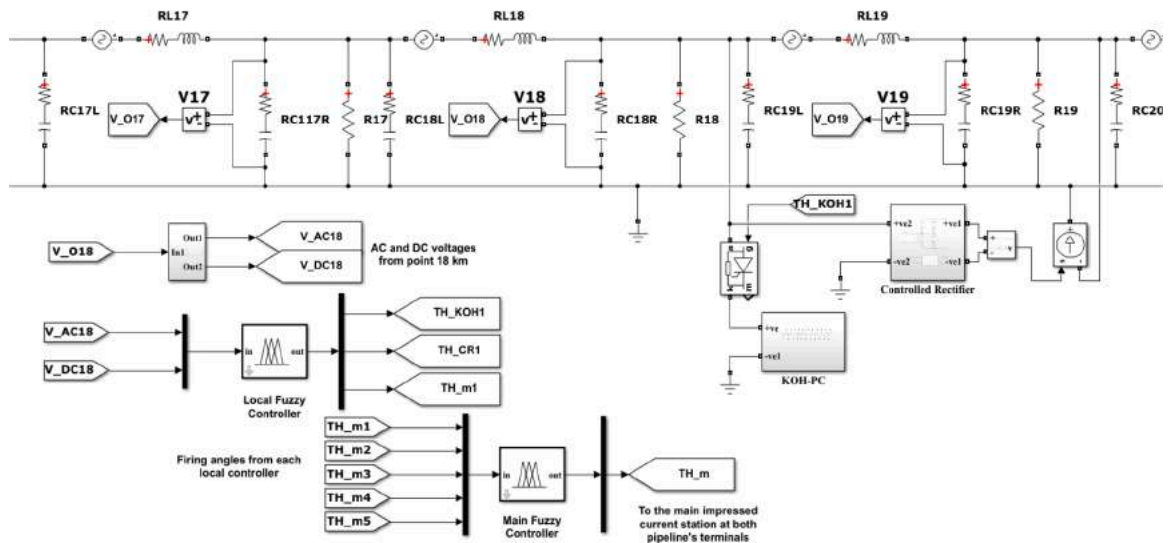 RL17
RL18
RL19
RC17L
V_O17
V17
v
RC117R
R17
RC18L
V_O18
V18
v
RC18R
R18
RC19L
V_O19
V19
v
RC19R
R19
RC20
TH_KOH1
V_O18
In1
Out1
Out2
V_AC18
V_DC18
AC and DC voltages
from point 18 km
g
m
+ve2
-ve2
+ve1
-ve1
v
Controlled Rectifier
V_AC18
V_DC18
in
out
Local Fuzzy
Controller
TH_KOH1
TH_CR1
TH_m1
+ve
-ve1
KOH-PC
Firing angles from each
local controller
TH_m1
TH_m2
TH_m3
TH_m4
TH_m5
in
out
Main Fuzzy
Controller
TH_m
To the main impressed
current station at both
pipeline's terminals